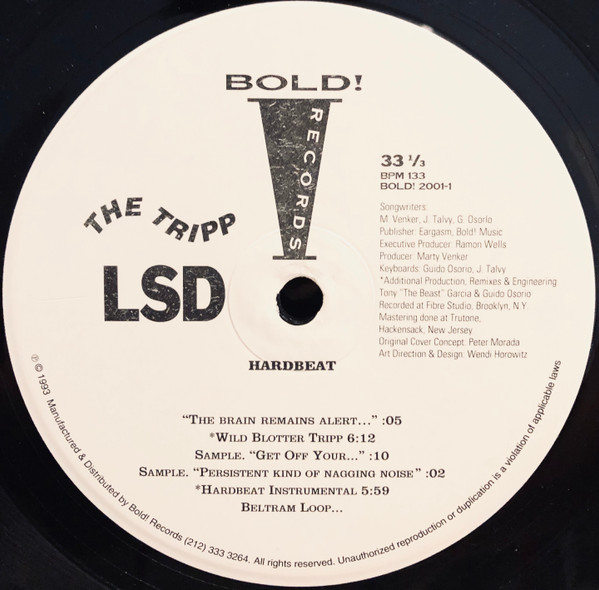 BOLD!
RECORDS
33 ⅓
BPM 133
BOLD! 2001-1
THE TRIPP
LSD
Songwriters:
M. Venker, J. Talvy, G. Osorio
Publisher: Eargasm, Bold! Music
Executive Producer: Ramon Wells
Producer: Marty Venker
Keyboards: Guido Osorio, J. Talvy
*Additional Production, Remixes & Engineering
Tony "The Beast" Garcia & Guido Osorio
Recorded at Fibre Studio, Brooklyn, N.Y.
Mastering done at Trutone,
Hackensack, New Jersey
Original Cover Concept: Peter Morada
Art Direction & Design: Wendi Horowitz
HARDBEAT
"THE BRAIN REMAINS ALERT..." :05
*WILD BLOTTER TRIPP 6:12
SAMPLE. "GET OFF YOUR..." :10
SAMPLE. "PERSISTENT KIND OF NAGGING NOISE" :02
*HARDBEAT INSTRUMENTAL 5:59
BELTRAM LOOP...
℗ © 1993 Manufactured & Distributed by Bold! Records (212) 333 3264. All rights reserved. Unauthorized reproduction or duplication is a violation of applicable laws